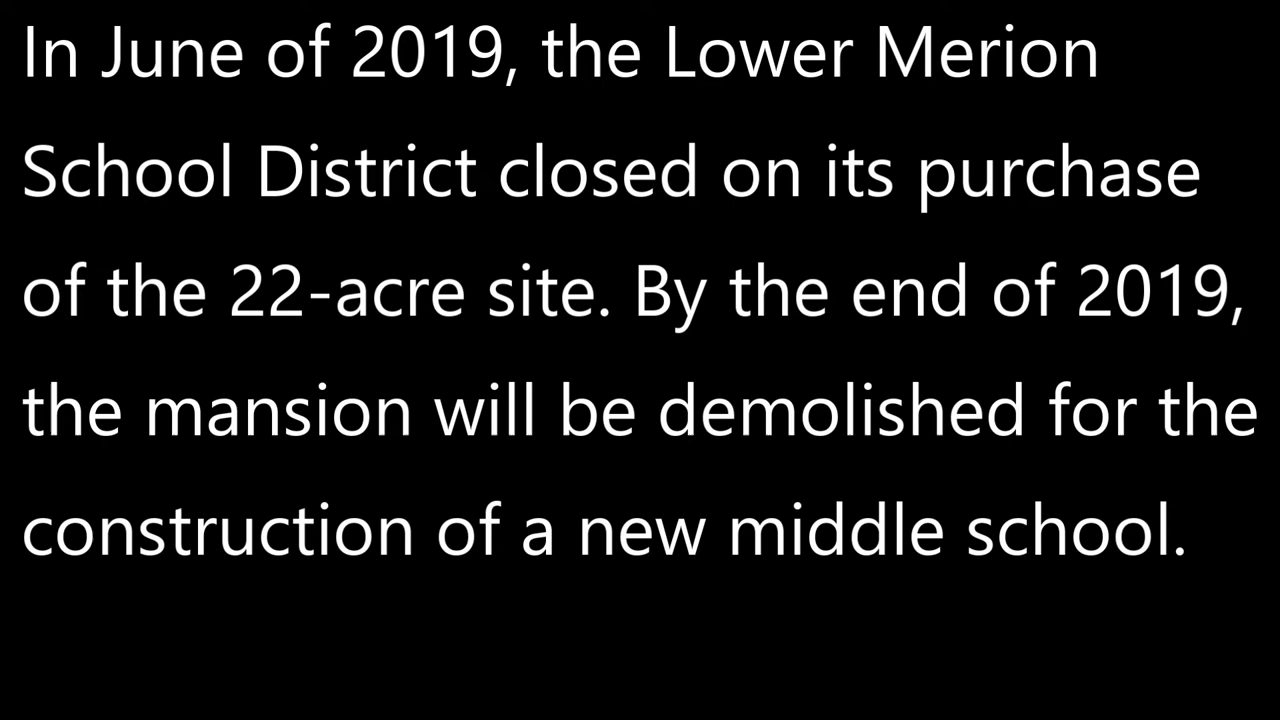 In June of 2019, the Lower Merion
School District closed on its purchase
of the 22-acre site. By the end of 2019,
the mansion will be demolished for the
construction of a new middle school.